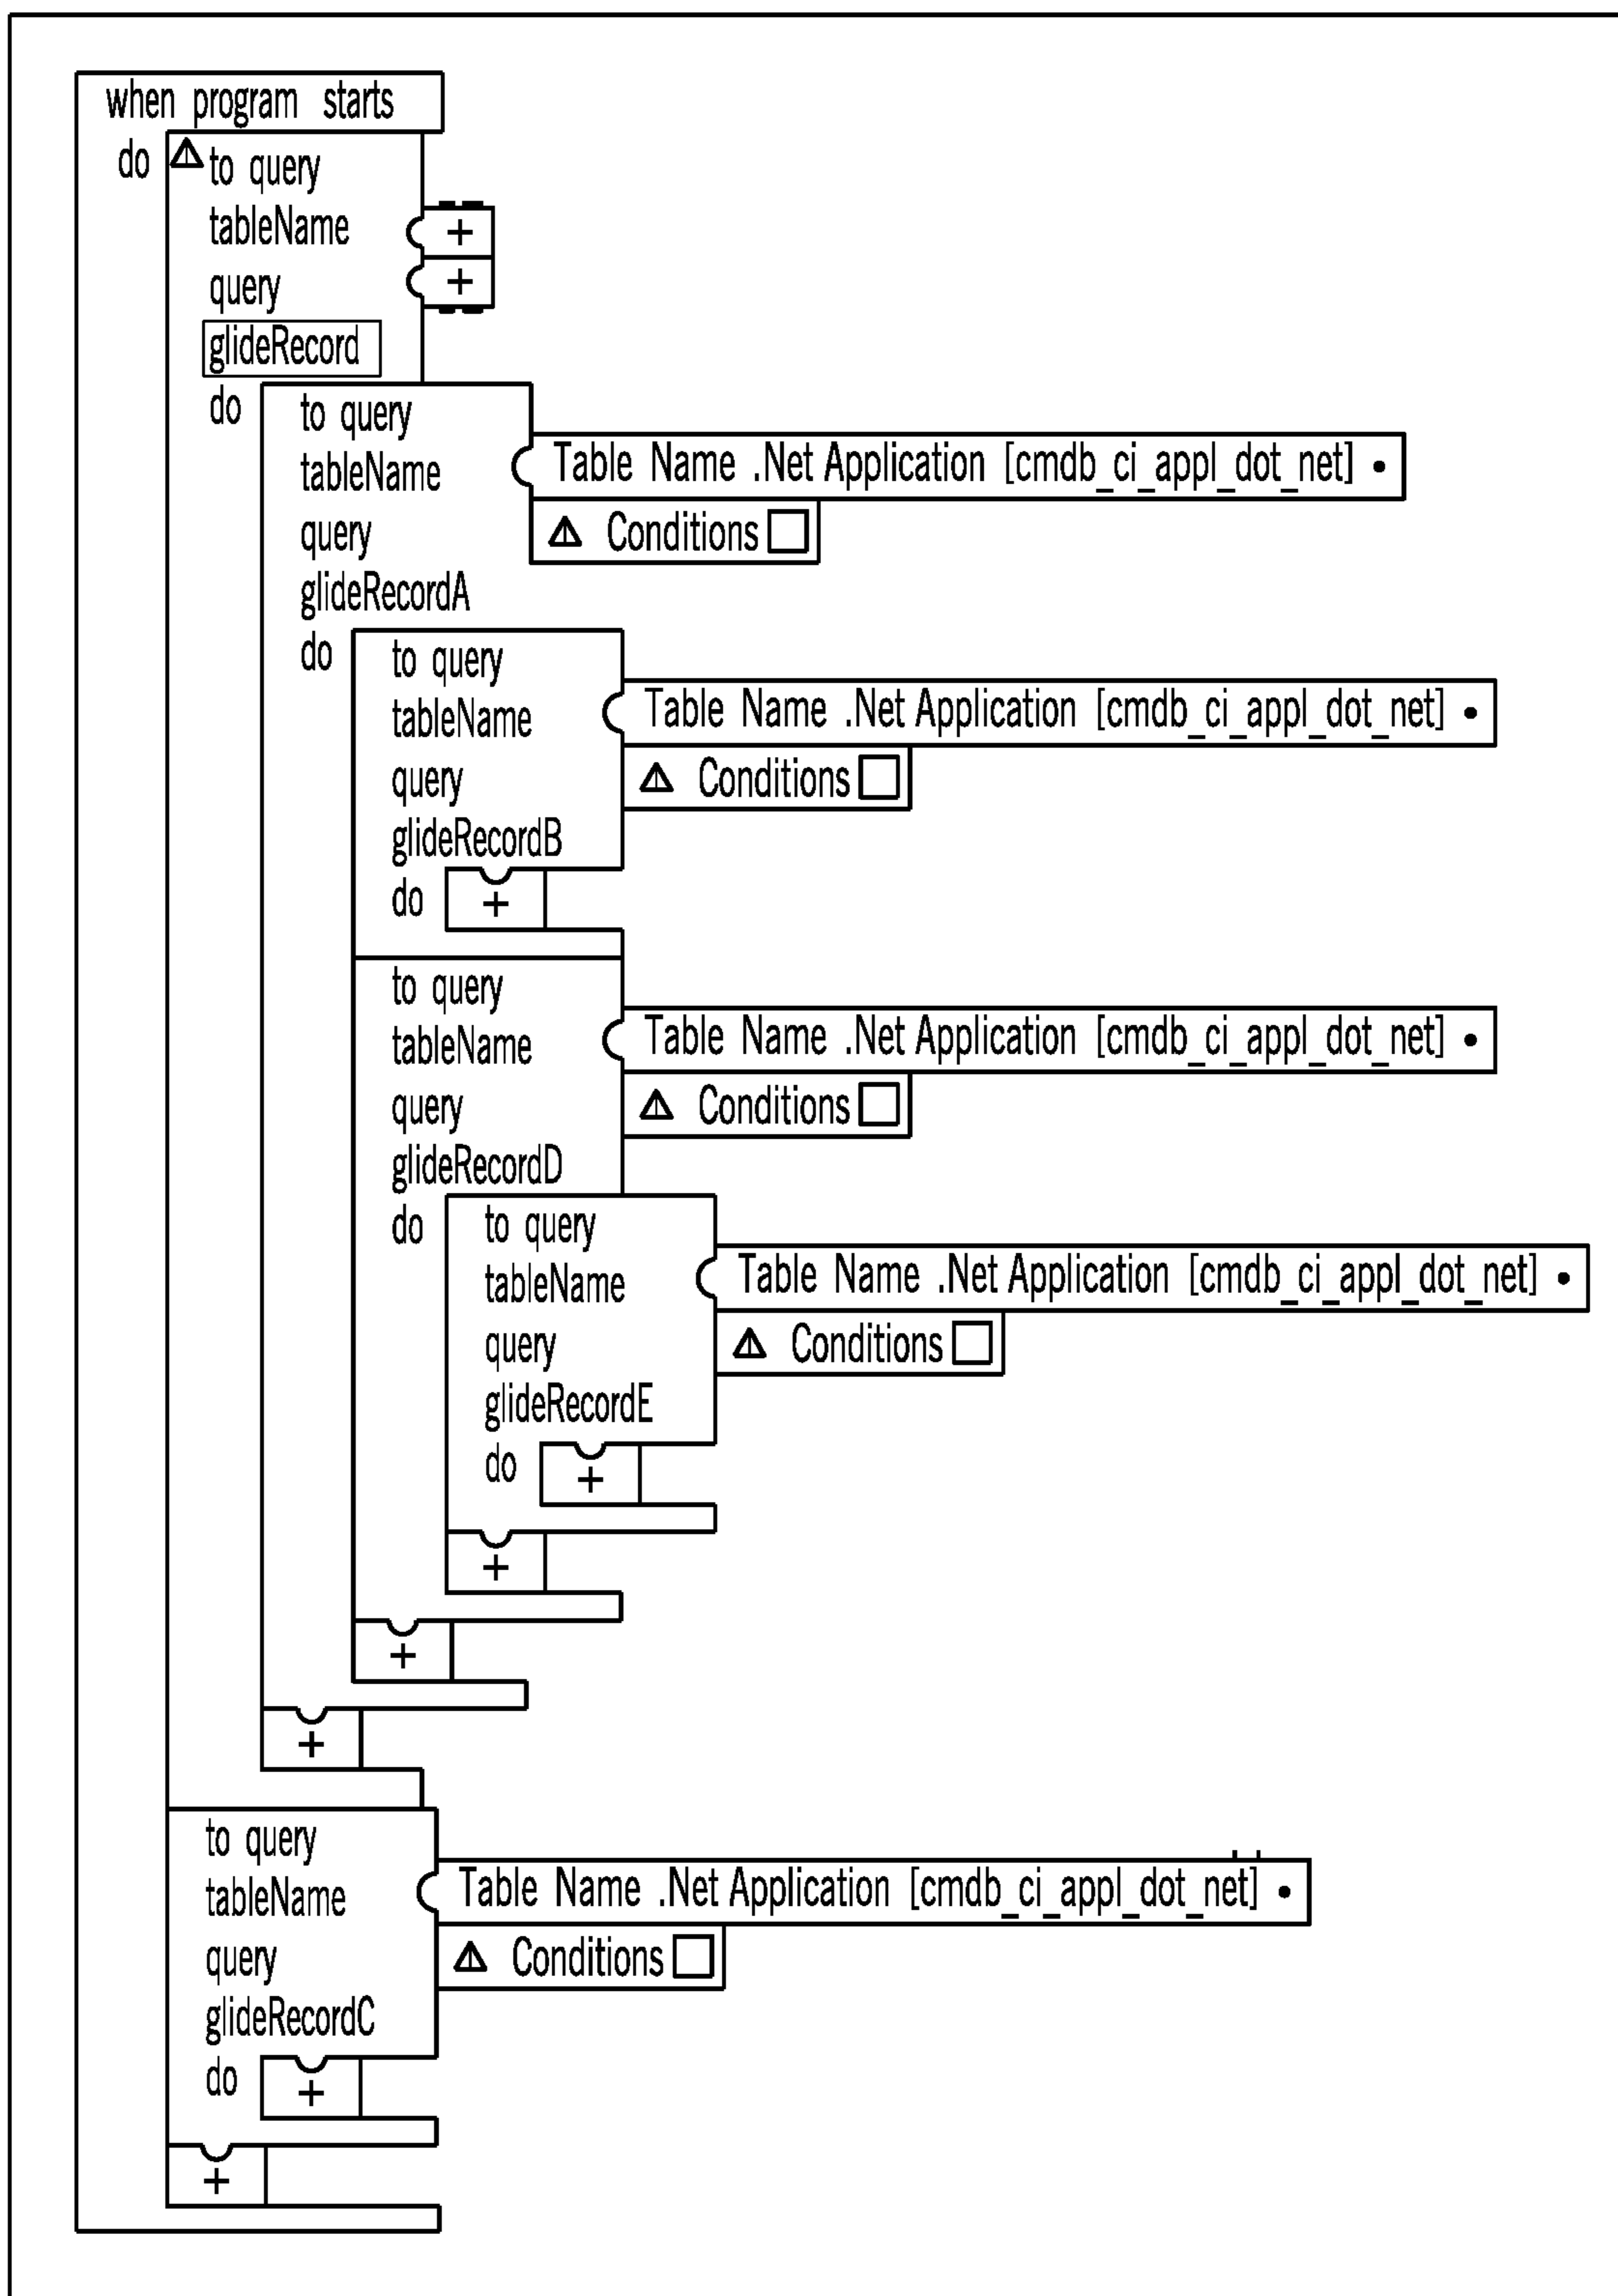 when program starts
do to query
tableName
+
query
+
glideRecord
do to query
tableName
Table Name .Net Application [cmdb_ci_appl_dot_net]
query
Conditions
glideRecordA
do to query
tableName
Table Name .Net Application [cmdb_ci_appl_dot_net]
query
Conditions
glideRecordB
do +
to query
tableName
Table Name .Net Application [cmdb_ci_appl_dot_net]
query
Conditions
glideRecordD
do to query
tableName
Table Name .Net Application [cmdb_ci_appl_dot_net]
query
Conditions
glideRecordE
do +
+
+
+
to query
tableName
Table Name .Net Application [cmdb_ci_appl_dot_net]
query
Conditions
glideRecordC
do +
+